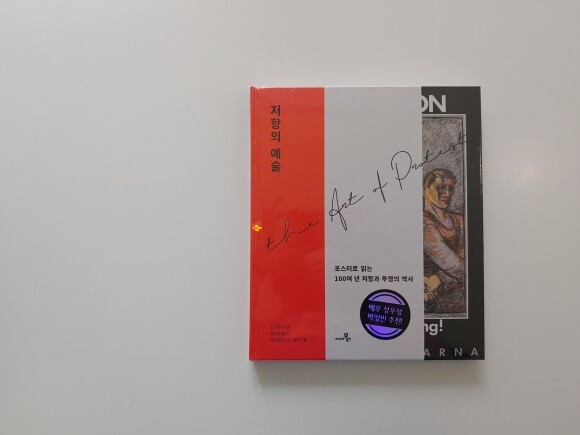 저항의 예술
the Art of Protest
ON
포스터로 읽는
100여 년 저항과 투쟁의 역사
배우 정우성
박정민 추천!
ng!
ARNA